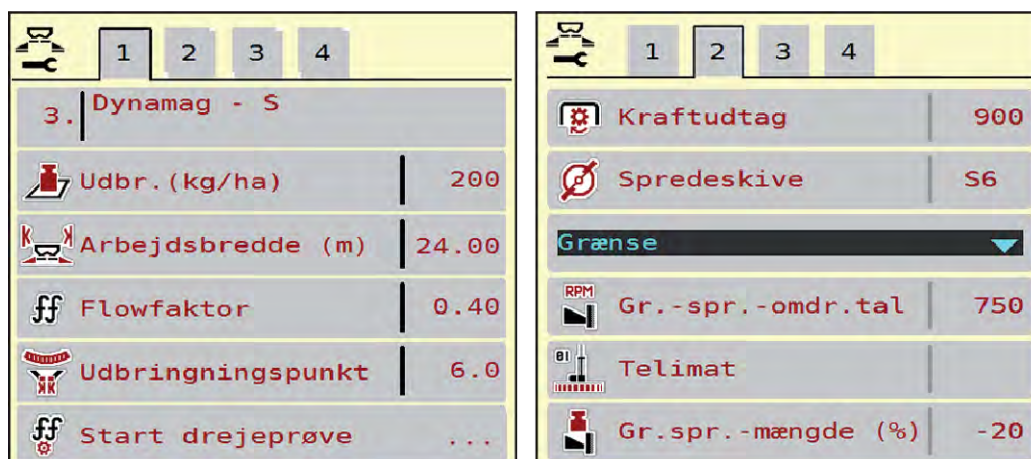 1 2 3 4
3. Dynamag - S
Udbr.(kg/ha) 200
Arbejdsbredde (m) 24.00
Flowfaktor 0.40
Udbringningspunkt 6.0
Start drejeprøve ...
1 2 3 4
Kraftudtag 900
Spredeskive S6
Grænse
RPM
Gr.-spr.-omdr.tal 750
Telimat
Gr.spr.-mængde (%) -20